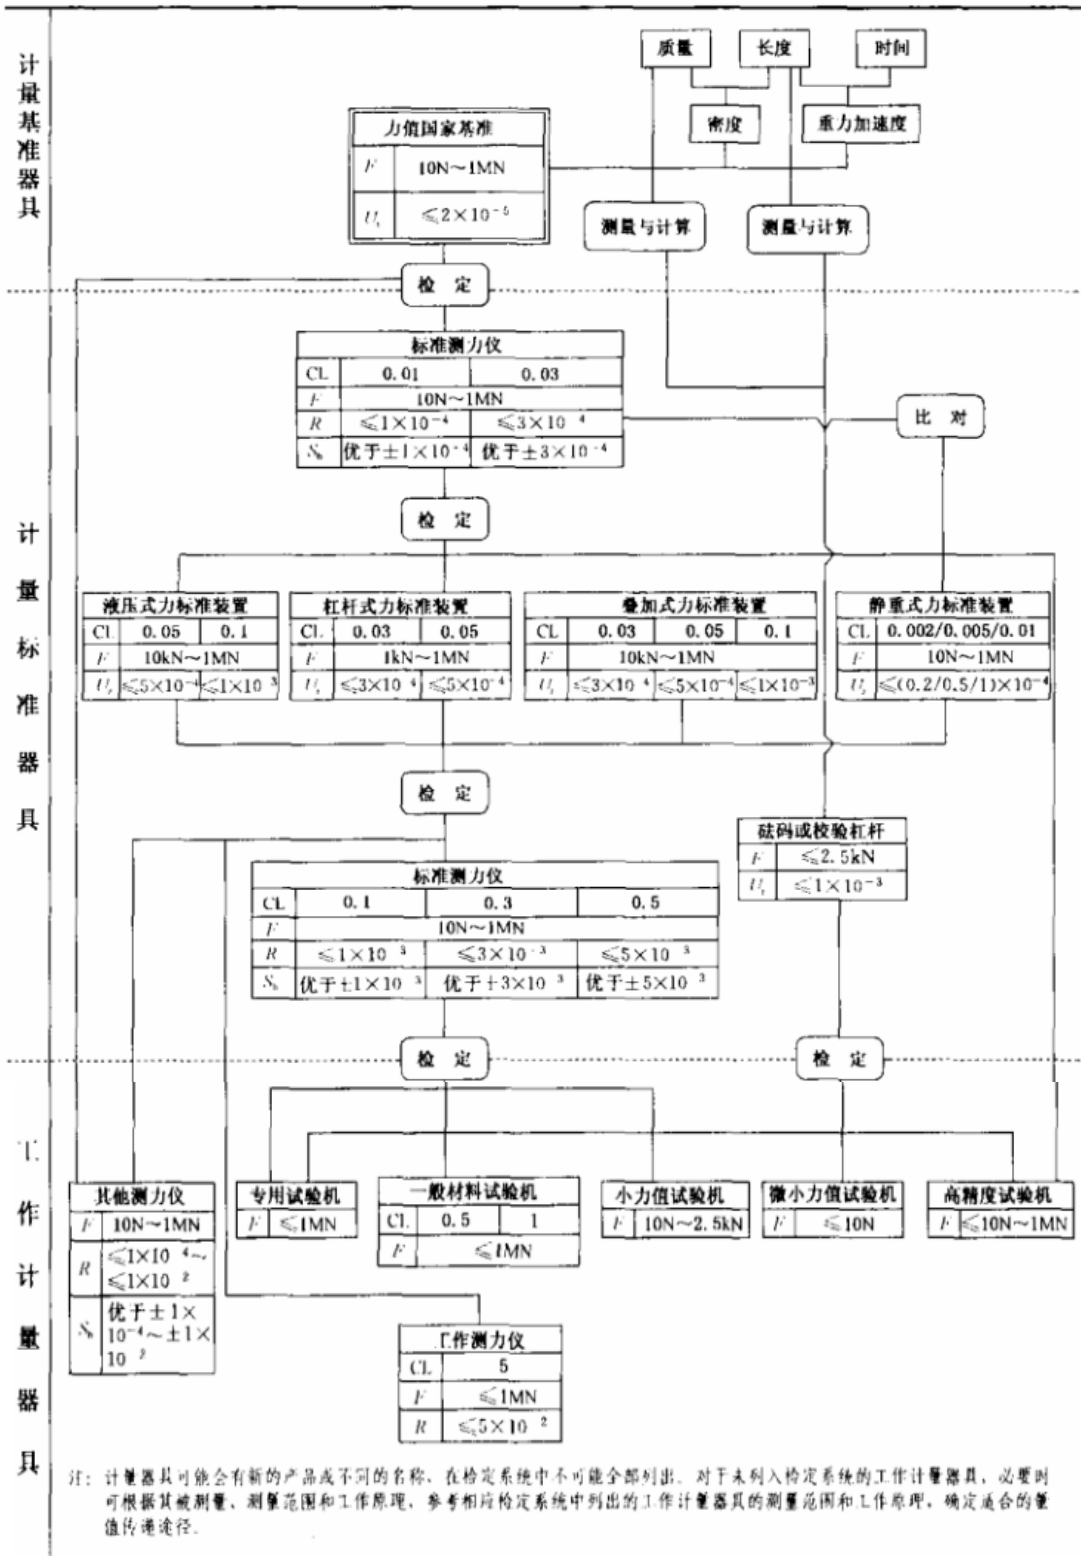 计量基准器具
质量
长度
时间
密度
重力加速度
力值国家基准
F 10N～1MN
Ur ≤2×10⁻⁵
测量与计算
测量与计算
检 定
计量标准器具
标准测力仪
CL 0.01 0.03
F 10N～1MN
R ≤1×10⁻⁴ ≤3×10⁻⁴
Sb 优于±1×10⁻⁴ 优于±3×10⁻⁴
比 对
检 定
液压式力标准装置
CL 0.05 0.1
F 10kN～1MN
Ur ≤5×10⁻⁴ ≤1×10⁻³
杠杆式力标准装置
CL 0.03 0.05
F 1kN～1MN
Ur ≤3×10⁻⁴ ≤5×10⁻⁴
叠加式力标准装置
CL 0.03 0.05 0.1
F 10kN～1MN
Ur ≤3×10⁻⁴ ≤5×10⁻⁴ ≤1×10⁻³
静重式力标准装置
CL 0.002/0.005/0.01
F 10N～1MN
Ur ≤(0.2/0.5/1)×10⁻⁴
检 定
砝码或校验杠杆
F ≤2.5kN
Ur ≤1×10⁻³
标准测力仪
CL 0.1 0.3 0.5
F 10N～1MN
R ≤1×10⁻³ ≤3×10⁻³ ≤5×10⁻³
Sb 优于±1×10⁻³ 优于±3×10⁻³ 优于±5×10⁻³
检 定
检 定
工作计量器具
其他测力仪
F 10N～1MN
R ≤1×10⁻⁴～
≤1×10⁻²
Sb 优于±1×
10⁻⁴～±1×
10⁻²
专用试验机
F ≤1MN
一般材料试验机
CL 0.5 1
F ≤1MN
小力值试验机
F 10N～2.5kN
微小力值试验机
F ≤10N
高精度试验机
F ≤10N～1MN
工作测力仪
CL 5
F ≤1MN
R ≤5×10⁻²
注：计量器具可能会有新的产品或不同的名称，在检定系统中不可能全部列出。对于未列入检定系统的工作计量器具，必要时
可根据其被测量、测量范围和工作原理，参考相应检定系统中列出的工作计量器具的测量范围和工作原理，确定适合的量
值传递途径。